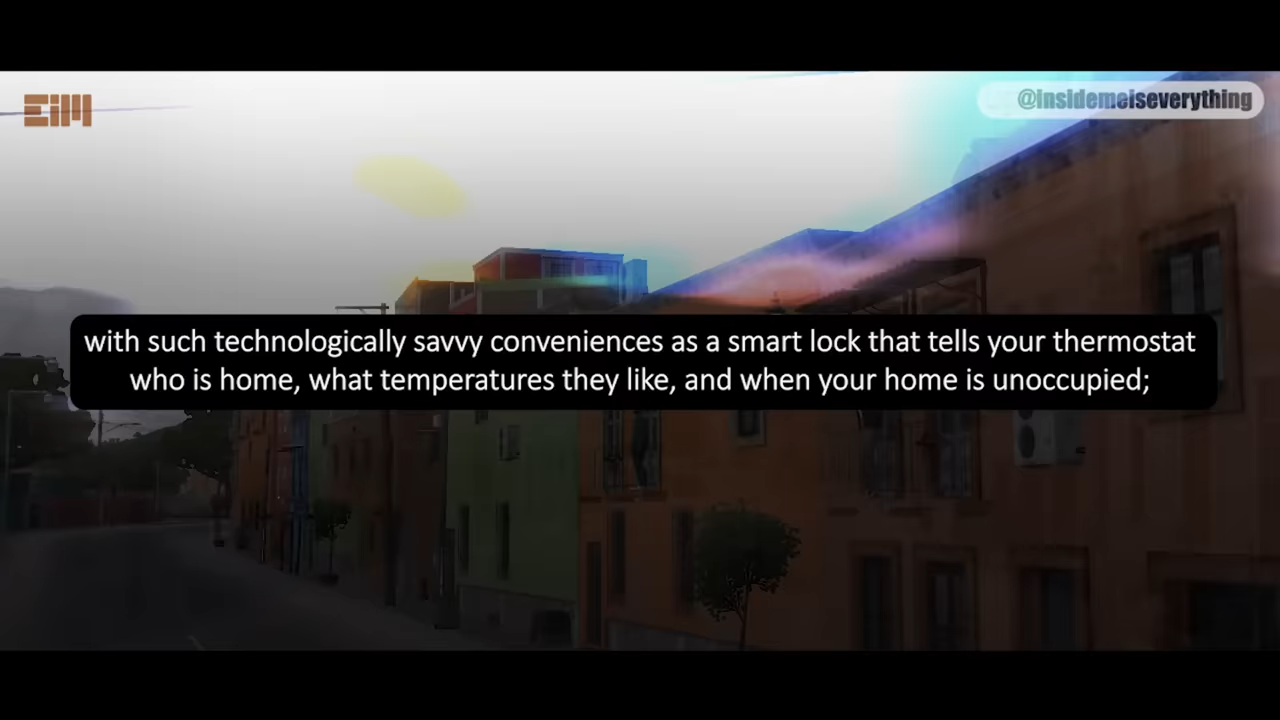 EiM
@insidemeiseverything
with such technologically savvy conveniences as a smart lock that tells your thermostat
who is home, what temperatures they like, and when your home is unoccupied;